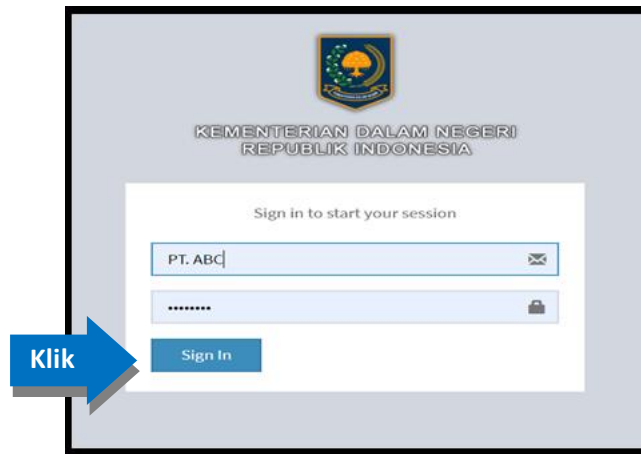 KEMENTERIAN DALAM NEGERI
REPUBLIK INDONESIA
Sign in to start your session
PT. ABC
••••••••
Klik
Sign In